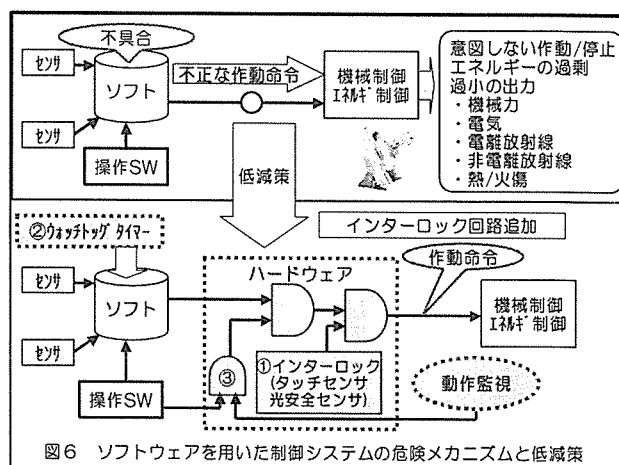 不具合
センサ
ソフト
センサ
操作SW
不正な作動命令
機械制御
エネルギ制御
意図しない作動/停止
エネルギーの過剰
過小の出力
・機械力
・電気
・電離放射線
・非電離放射線
・熱/火傷
低減策
インターロック回路追加
②ウォッチドッグ タイマー
センサ
ソフト
センサ
操作SW
ハードウェア
③
①インターロック
(タッチセンサ
光安全センサ)
作動命令
機械制御
エネルギ制御
動作監視
図6 ソフトウェアを用いた制御システムの危険メカニズムと低減策